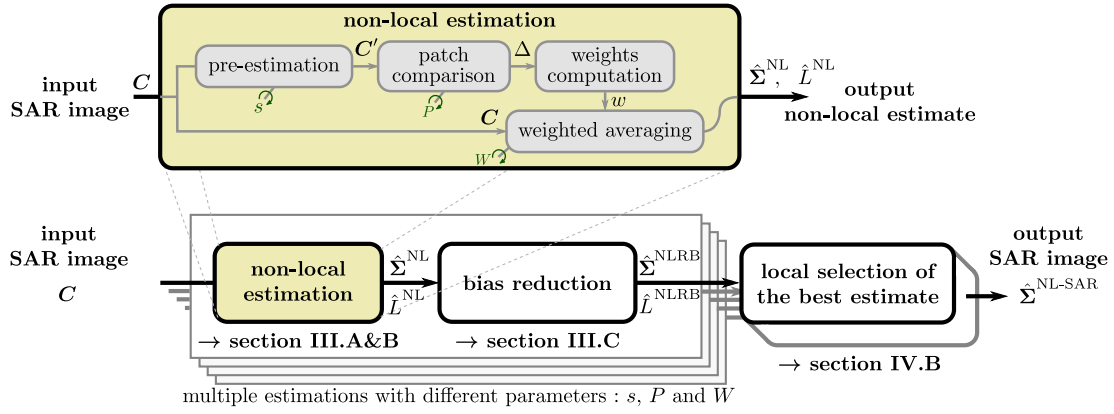 non-local estimation
input
SAR image
C
pre-estimation
C′
patch
comparison
Δ
weights
computation
s
P
w
C
weighted averaging
W
Σ̂^NL, L̂^NL
output
non-local estimate
input
SAR image
C
non-local
estimation
Σ̂^NL
L̂^NL
bias reduction
Σ̂^NLRB
L̂^NLRB
local selection of
the best estimate
output
SAR image
Σ̂^NL-SAR
→ section III.A&B
→ section III.C
→ section IV.B
multiple estimations with different parameters : s, P and W